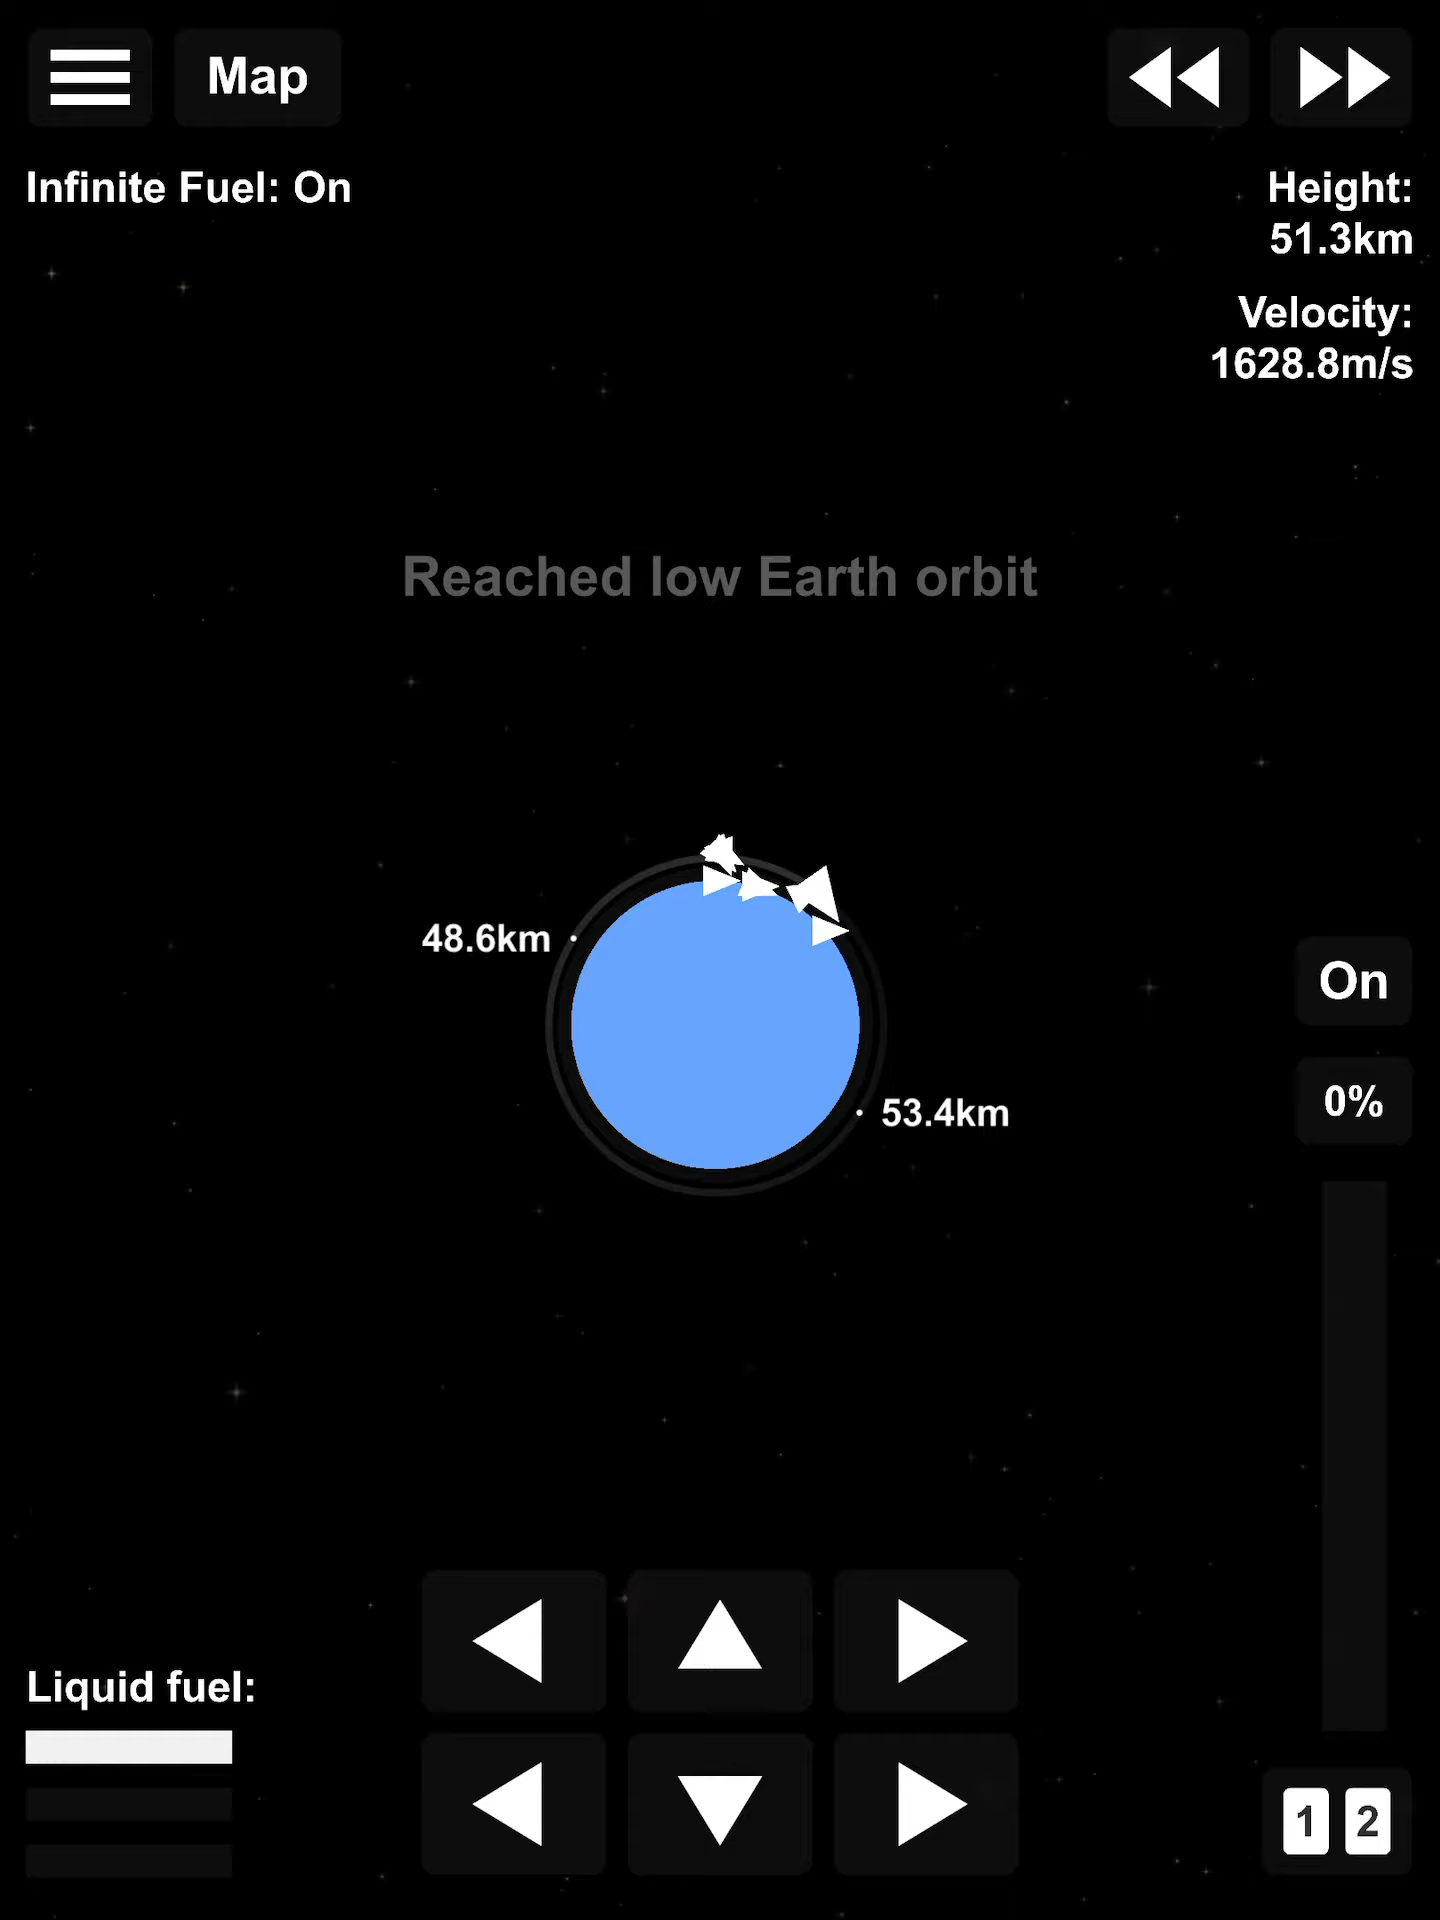 Map
Infinite Fuel: On
Height:
51.3km
Velocity:
1628.8m/s
Reached low Earth orbit
48.6km
On
0%
53.4km
Liquid fuel:
1 2